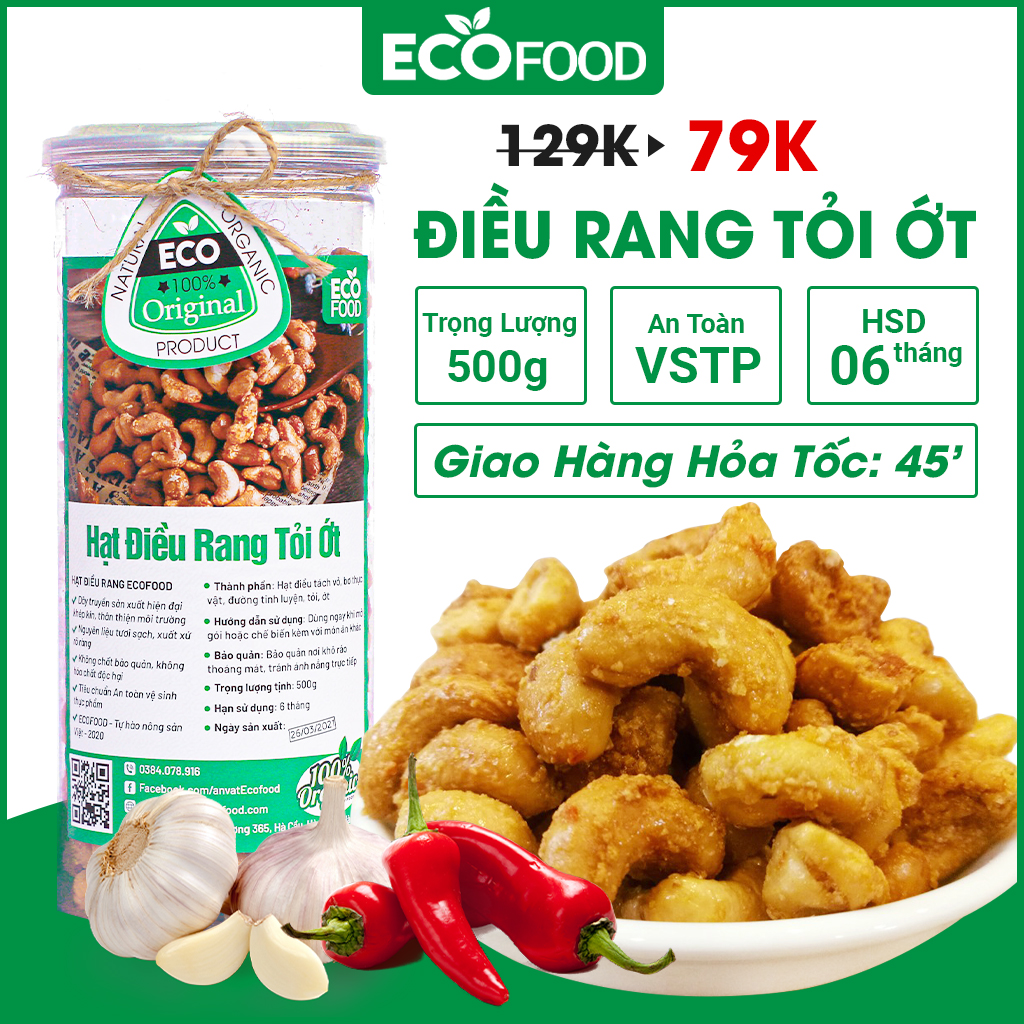 ECOFOOD
129K 79K
ĐIỀU RANG TỎI ỚT
Trọng Lượng
500g
An Toàn
VSTP
HSD
06 tháng
Giao Hàng Hỏa Tốc: 45’
NATURAL
ORGANIC
ECO
100%
Original
PRODUCT
ECO
FOOD
Hạt Điều Rang Tỏi Ớt
HẠT ĐIỀU RANG ECOFOOD
Dây truyền sản xuất hiện đại
khép kín, thân thiện môi trường
Nguyên liệu tươi sạch, xuất xứ
rõ ràng
Không chất bảo quản, không
hóa chất độc hại
Tiêu chuẩn An toàn vệ sinh
thực phẩm
ECOFOOD - Tự hào nông sản
Việt - 2020
Thành phần: Hạt điều tách vỏ, bơ thực
vật, đường tinh luyện, tỏi, ớt
Hướng dẫn sử dụng: Dùng ngay khi mở
gói hoặc chế biến kèm với món ăn khác
Bảo quản: Bảo quản nơi khô ráo
thoáng mát, tránh ánh nắng trực tiếp
Trọng lượng tịnh: 500g
Hạn sử dụng: 6 tháng
Ngày sản xuất: 26/03/2021
0384.078.916
Facebook.com/anvatEcofood
food.com
ơng 365, Hà Cầu,
100%